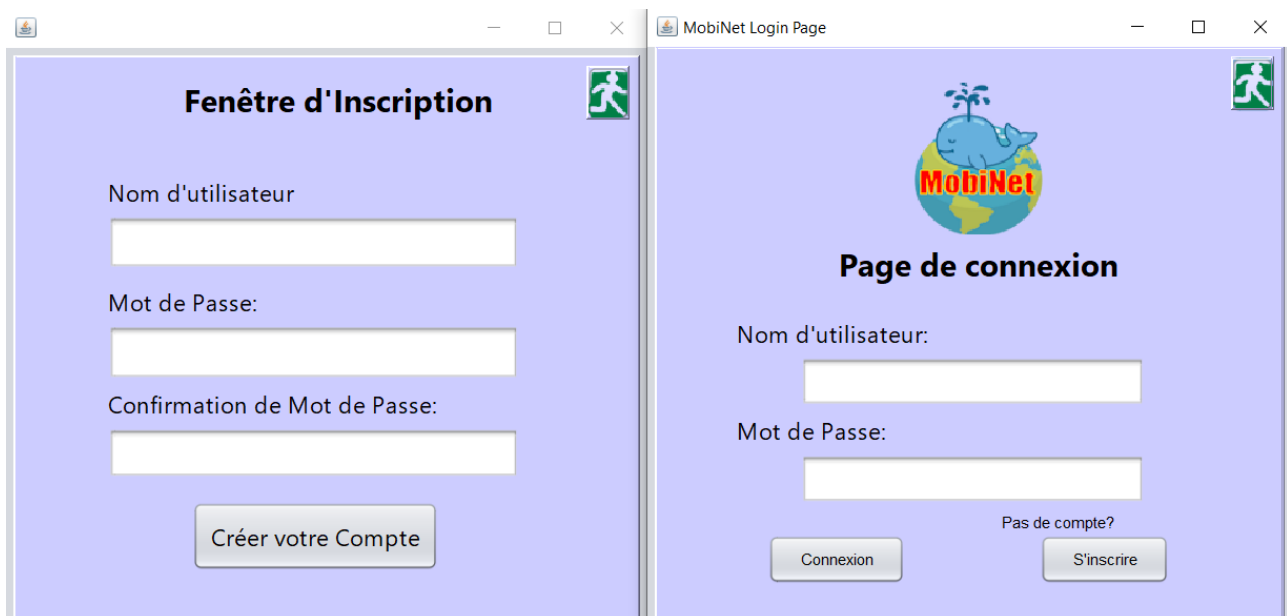 Fenêtre d'Inscription
Nom d'utilisateur
Mot de Passe:
Confirmation de Mot de Passe:
Créer votre Compte
MobiNet Login Page
MobiNet
Page de connexion
Nom d'utilisateur:
Mot de Passe:
Pas de compte?
Connexion
S'inscrire